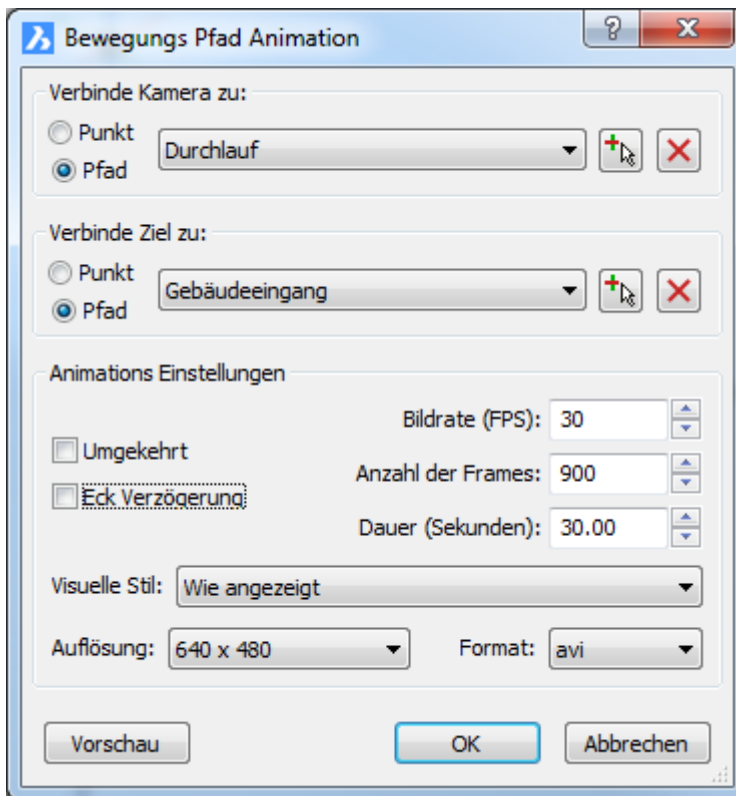 Bewegungs Pfad Animation
Verbinde Kamera zu:
Punkt
Pfad
Durchlauf
Verbinde Ziel zu:
Punkt
Pfad
Gebäudeeingang
Animations Einstellungen
Umgekehrt
Eck Verzögerung
Bildrate (FPS): 30
Anzahl der Frames: 900
Dauer (Sekunden): 30.00
Visuelle Stil: Wie angezeigt
Auflösung: 640 x 480 Format: avi
Vorschau OK Abbrechen